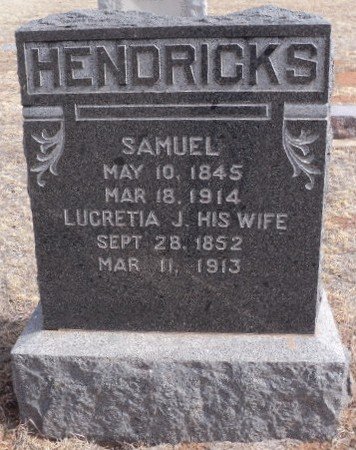 HENDRICKS
SAMUEL
MAY 10, 1845
MAR 18, 1914
LUCRETIA J. HIS WIFE
SEPT 28, 1852
MAR 11, 1913